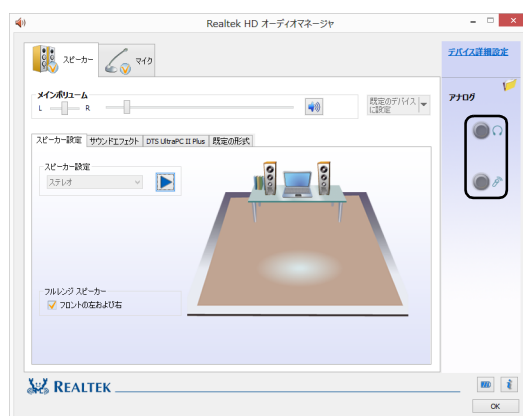 Realtek HD オーディオマネージャ
スピーカー
マイク
デバイス詳細設定
メインボリューム
L
R
既定のデバイス
に設定
アナログ
スピーカー設定
サウンドエフェクト
DTS UltraPC II Plus
既定の形式
スピーカー設定
ステレオ
フルレンジ スピーカー
フロントの左および右
REALTEK
OK